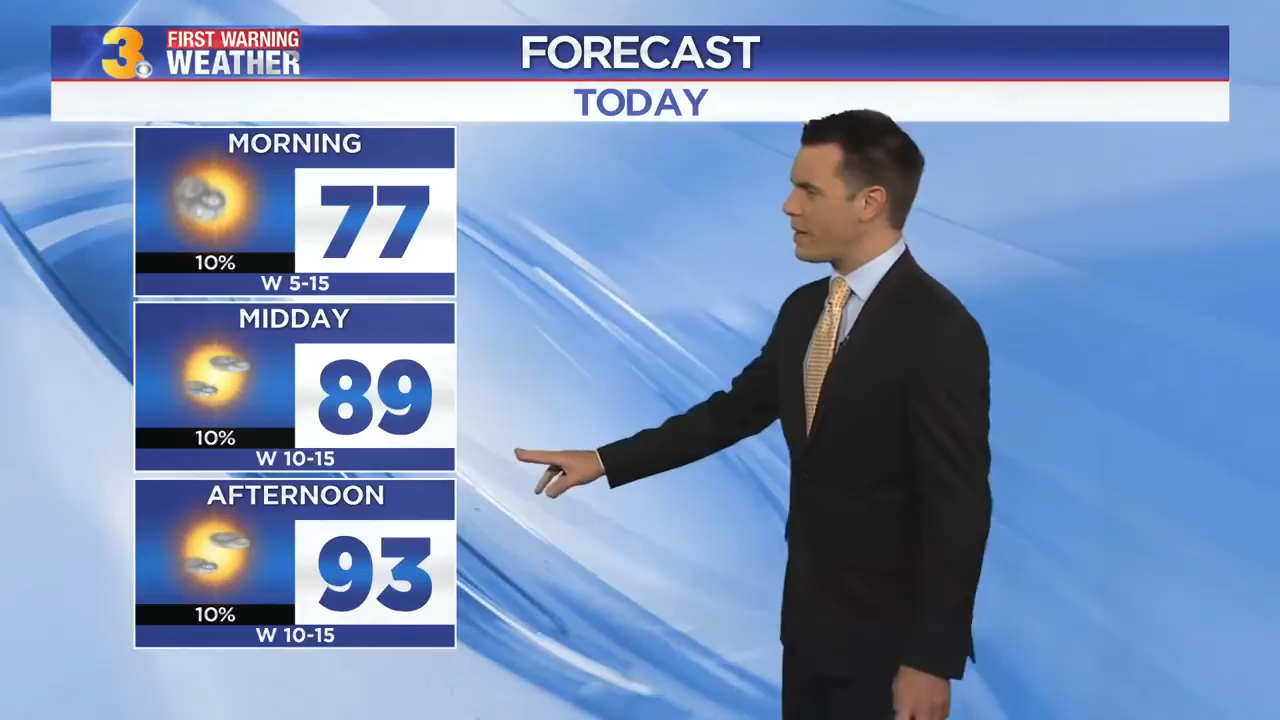 3 FIRST WARNING
WEATHER
FORECAST
TODAY
MORNING
77
10%
W 5-15
MIDDAY
89
10%
W 10-15
AFTERNOON
93
10%
W 10-15